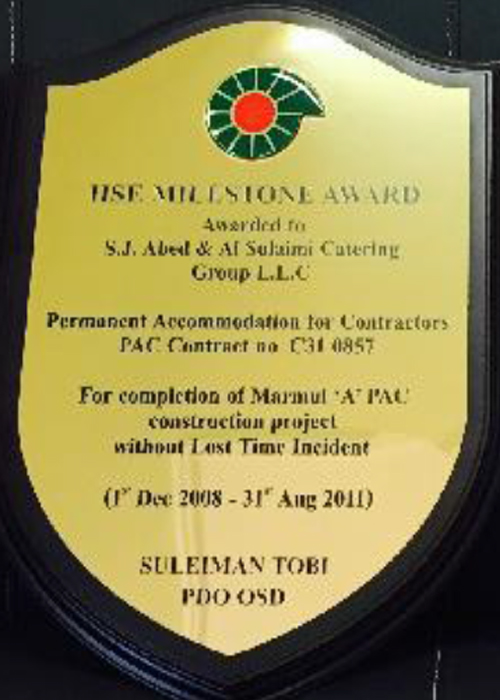 HSE MILESTONE AWARD
Awarded to
S.J. Abed & Al Sulaimi Catering
Group L.L.C
Permanent Accommodation for Contractors
PAC Contract no C31 0857
For completion of Marmul 'A' PAC
construction project
without Lost Time Incident
(1st Dec 2008 - 31st Aug 2011)
SULEIMAN TOBI
PDO OSD